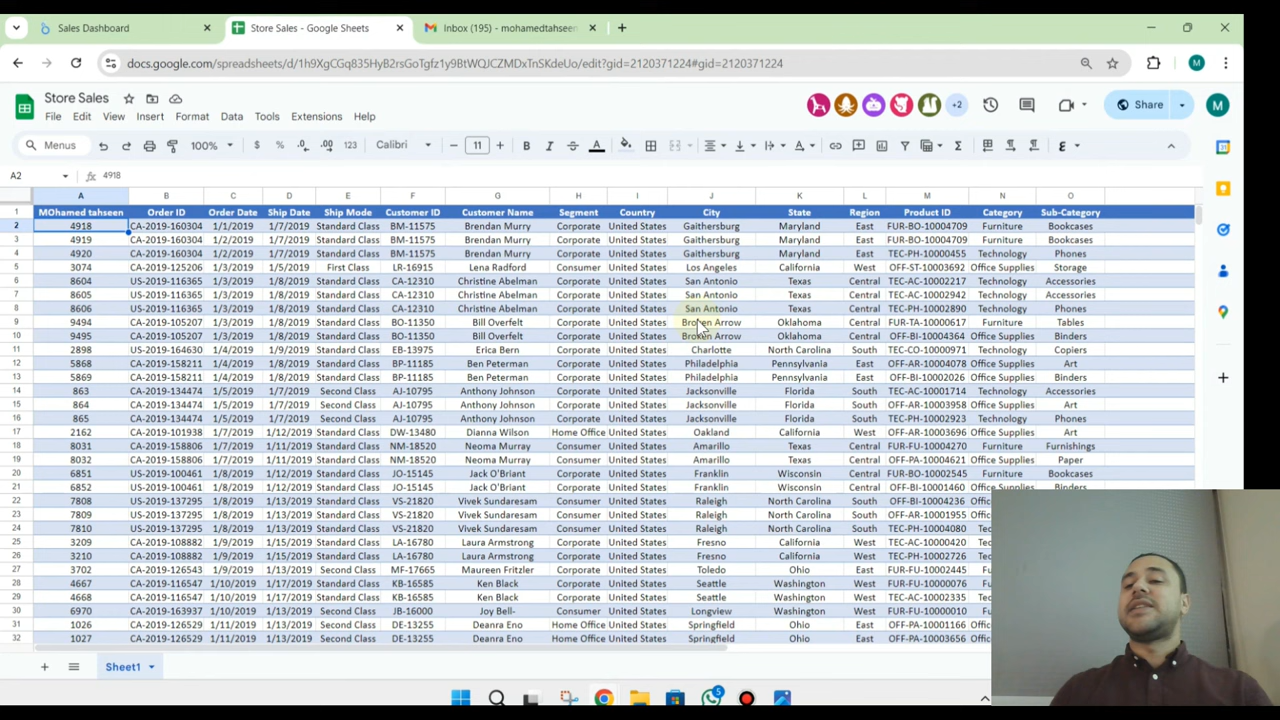 Sales Dashboard
Store Sales - Google Sheets
Inbox (195) - mohamedtahseen
docs.google.com/spreadsheets/d/1h9XgCGq835HyB2rsGoTgfz1y9BtWQJCZMDxTnSKdeUo/edit?gid=2120371224#gid=2120371224
M
Store Sales
+2
Share
M
File Edit View Insert Format Data Tools Extensions Help
Menus 100% $ % .0 .00 123 Calibri 11 B I S A
A2 fx 4918
A B C D E F G H I J K L M N O
1 MOhamed tahseen Order ID Order Date Ship Date Ship Mode Customer ID Customer Name Segment Country City State Region Product ID Category Sub-Category
2 4918 CA-2019-160304 1/1/2019 1/7/2019 Standard Class BM-11575 Brendan Murry Corporate United States Gaithersburg Maryland East FUR-BO-10004709 Furniture Bookcases
3 4919 CA-2019-160304 1/1/2019 1/7/2019 Standard Class BM-11575 Brendan Murry Corporate United States Gaithersburg Maryland East FUR-BO-10004709 Furniture Bookcases
4 4920 CA-2019-160304 1/1/2019 1/7/2019 Standard Class BM-11575 Brendan Murry Corporate United States Gaithersburg Maryland East TEC-PH-10000455 Technology Phones
5 3074 CA-2019-125206 1/3/2019 1/5/2019 First Class LR-16915 Lena Radford Consumer United States Los Angeles California West OFF-ST-10003692 Office Supplies Storage
6 8604 US-2019-116365 1/3/2019 1/8/2019 Standard Class CA-12310 Christine Abelman Corporate United States San Antonio Texas Central TEC-AC-10002217 Technology Accessories
7 8605 US-2019-116365 1/3/2019 1/8/2019 Standard Class CA-12310 Christine Abelman Corporate United States San Antonio Texas Central TEC-AC-10002942 Technology Accessories
8 8606 US-2019-116365 1/3/2019 1/8/2019 Standard Class CA-12310 Christine Abelman Corporate United States San Antonio Texas Central TEC-PH-10002890 Technology Phones
9 9494 CA-2019-105207 1/3/2019 1/8/2019 Standard Class BO-11350 Bill Overfelt Corporate United States Broken Arrow Oklahoma Central FUR-TA-10000617 Furniture Tables
10 9495 CA-2019-105207 1/3/2019 1/8/2019 Standard Class BO-11350 Bill Overfelt Corporate United States Broken Arrow Oklahoma Central OFF-BI-10004364 Office Supplies Binders
11 2898 US-2019-164630 1/4/2019 1/9/2019 Standard Class EB-13975 Erica Bern Corporate United States Charlotte North Carolina South TEC-CO-10000971 Technology Copiers
12 5868 CA-2019-158211 1/4/2019 1/8/2019 Standard Class BP-11185 Ben Peterman Corporate United States Philadelphia Pennsylvania East OFF-AR-10004078 Office Supplies Art
13 5869 CA-2019-158211 1/4/2019 1/8/2019 Standard Class BP-11185 Ben Peterman Corporate United States Philadelphia Pennsylvania East OFF-BI-10002026 Office Supplies Binders
14 863 CA-2019-134474 1/5/2019 1/7/2019 Second Class AJ-10795 Anthony Johnson Corporate United States Jacksonville Florida South TEC-AC-10001714 Technology Accessories
15 864 CA-2019-134474 1/5/2019 1/7/2019 Second Class AJ-10795 Anthony Johnson Corporate United States Jacksonville Florida South OFF-AR-10003958 Office Supplies Art
16 865 CA-2019-134474 1/5/2019 1/7/2019 Second Class AJ-10795 Anthony Johnson Corporate United States Jacksonville Florida South TEC-PH-10002923 Technology Phones
17 2162 CA-2019-101938 1/7/2019 1/12/2019 Second Class DW-13480 Dianna Wilson Home Office United States Oakland California West OFF-AR-10003696 Office Supplies Art
18 8031 CA-2019-158806 1/7/2019 1/11/2019 Second Class NM-18520 Neoma Murray Consumer United States Amarillo Texas Central FUR-FU-10004270 Furniture Furnishings
19 8032 CA-2019-158806 1/7/2019 1/11/2019 Second Class NM-18520 Neoma Murray Consumer United States Amarillo Texas Central OFF-PA-10004621 Office Supplies Paper
20 6851 US-2019-100461 1/8/2019 1/12/2019 Standard Class JO-15145 Jack O'Briant Corporate United States Franklin Wisconsin Central FUR-BO-10002545 Furniture Bookcases
21 6852 US-2019-100461 1/8/2019 1/12/2019 Standard Class JO-15145 Jack O'Briant Corporate United States Franklin Wisconsin Central OFF-BI-10001036 Office Supplies Binders
22 7808 US-2019-137295 1/8/2019 1/13/2019 Standard Class VS-21820 Vivek Sundaresam Consumer United States Raleigh North Carolina South OFF-BI-10004236
23 7809 US-2019-137295 1/8/2019 1/13/2019 Standard Class VS-21820 Vivek Sundaresam Consumer United States Raleigh North Carolina South OFF-AR-10001955
24 7810 US-2019-137295 1/8/2019 1/13/2019 Standard Class VS-21820 Vivek Sundaresam Consumer United States Raleigh North Carolina South TEC-PH-10004080
25 3209 CA-2019-108882 1/9/2019 1/15/2019 Standard Class LA-16780 Laura Armstrong Corporate United States Fresno California West TEC-AC-10000420
26 3210 CA-2019-108882 1/9/2019 1/15/2019 Standard Class LA-16780 Laura Armstrong Corporate United States Fresno California West TEC-PH-10002726
27 3702 CA-2019-126543 1/9/2019 1/13/2019 Second Class MF-17665 Maureen Fritzler Corporate United States Toledo Ohio East FUR-FU-10002445
28 4667 CA-2019-116547 1/10/2019 1/17/2019 Standard Class KB-16585 Ken Black Corporate United States Seattle Washington West FUR-FU-10000076
29 4668 CA-2019-116547 1/10/2019 1/17/2019 Standard Class KB-16585 Ken Black Corporate United States Seattle Washington West TEC-AC-10002335
30 6970 CA-2019-163937 1/10/2019 1/13/2019 Second Class JB-16000 Joy Bell- Consumer United States Longview Washington West FUR-FU-10000010
31 1026 CA-2019-126529 1/11/2019 1/13/2019 Second Class DE-13255 Deanra Eno Home Office United States Springfield Ohio East OFF-PA-10001166
32 1027 CA-2019-126529 1/11/2019 1/13/2019 Second Class DE-13255 Deanra Eno Home Office United States Springfield Ohio East OFF-PA-10003656
Sheet1
5